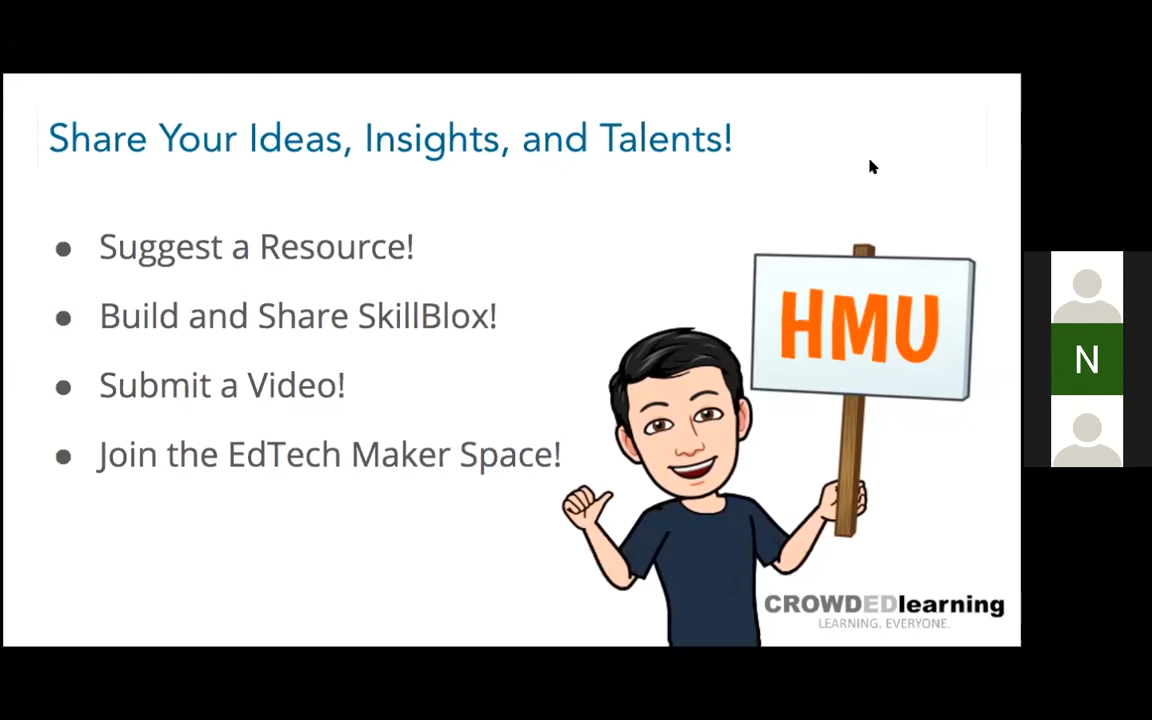 Share Your Ideas, Insights, and Talents!
● Suggest a Resource!
● Build and Share SkillBlox!
● Submit a Video!
● Join the EdTech Maker Space!
HMU
CROWDEDlearning
LEARNING. EVERYONE.
N